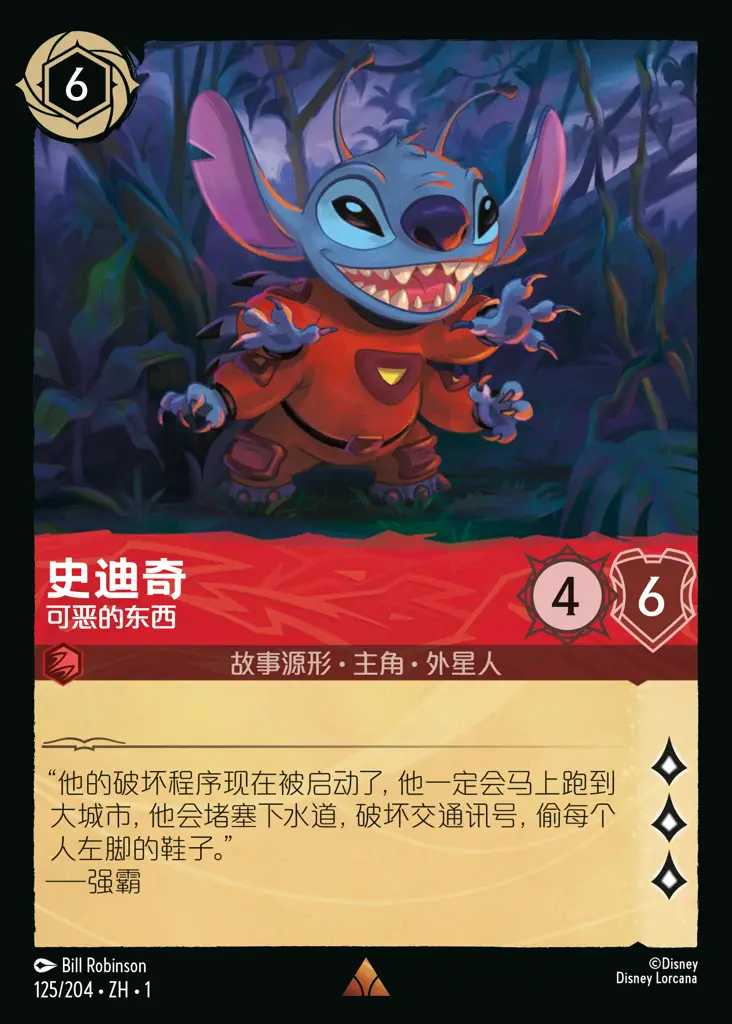 6
史迪奇
可恶的东西
4
6
故事源形 • 主角 • 外星人
“他的破坏程序现在被启动了, 他一定会马上跑到
大城市, 他会堵塞下水道, 破坏交通讯号, 偷每个
人左脚的鞋子。”
——强霸
Bill Robinson
125/204 • ZH • 1
©Disney
Disney Lorcana